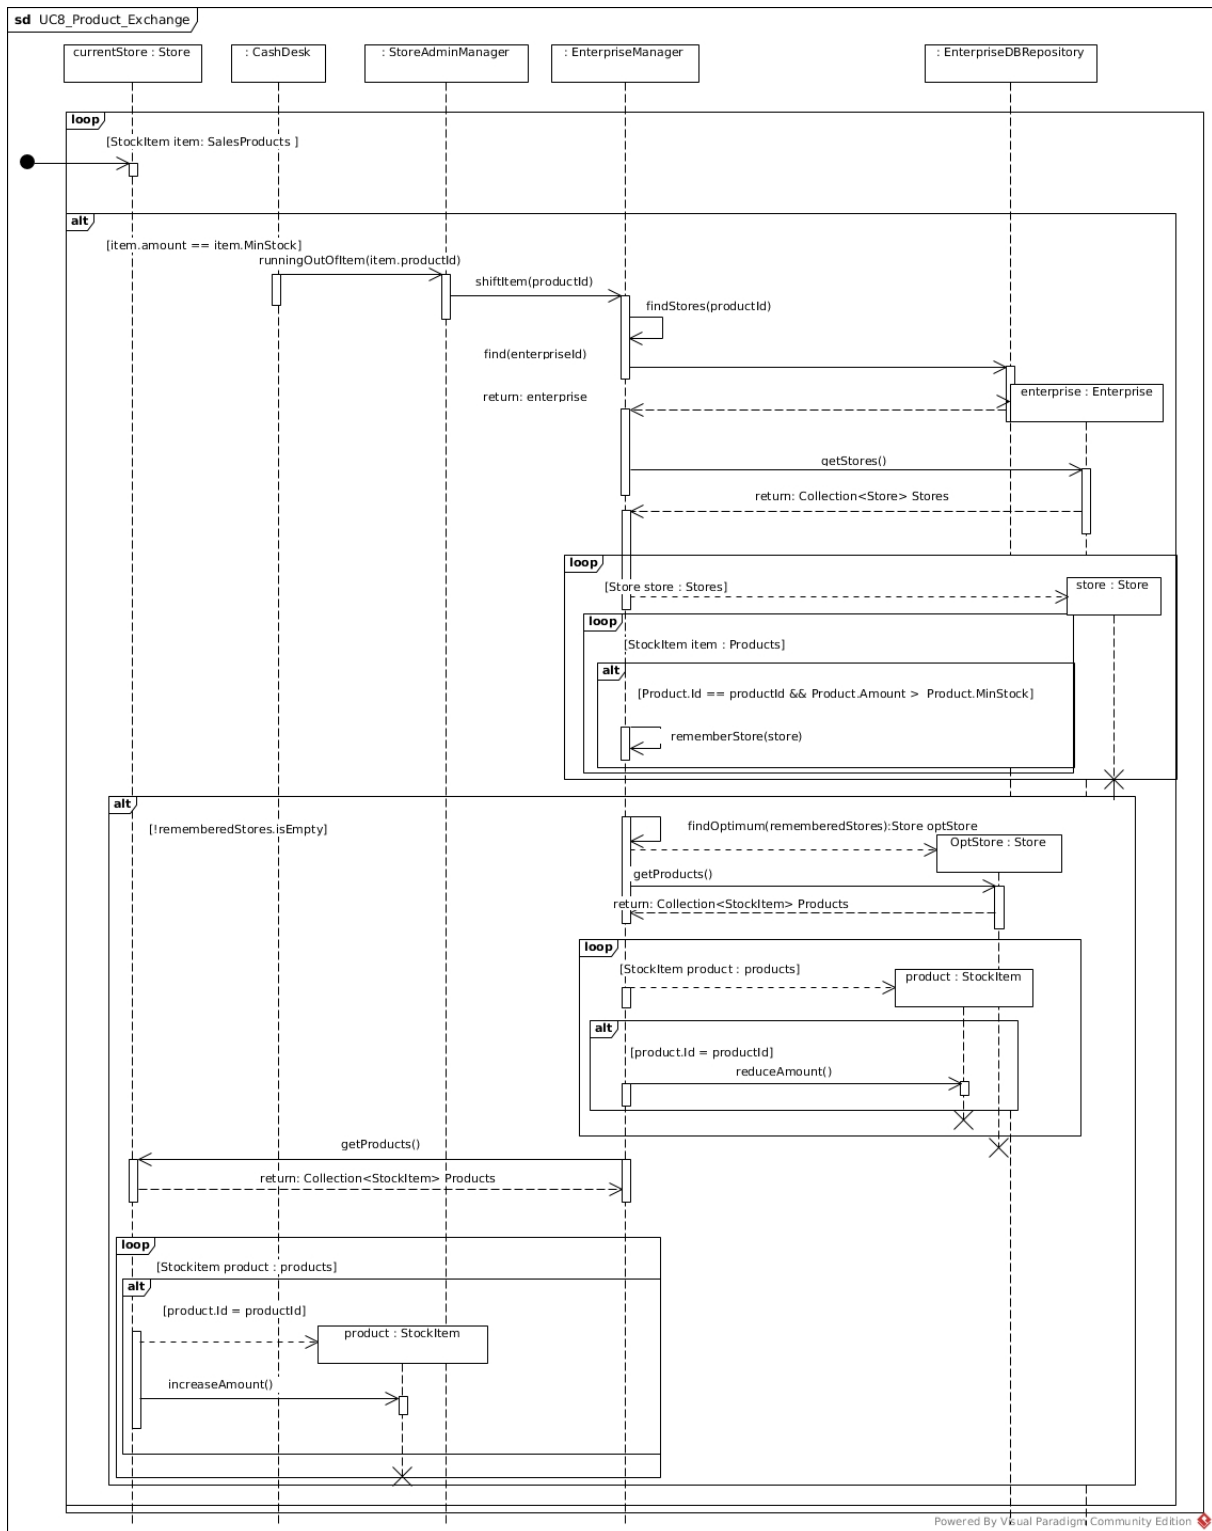 sd UC8_Product_Exchange
currentStore : Store
: CashDesk
: StoreAdminManager
: EnterpriseManager
: EnterpriseDBRepository
loop
[StockItem item: SalesProducts ]
alt
[item.amount == item.MinStock]
runningOutOfItem(item.productId)
shiftItem(productId)
findStores(productId)
find(enterpriseId)
return: enterprise
enterprise : Enterprise
getStores()
return: Collection<Store> Stores
loop
[Store store : Stores]
store : Store
loop
[StockItem item : Products]
alt
[Product.Id == productId && Product.Amount > Product.MinStock]
rememberStore(store)
alt
[!rememberedStores.isEmpty]
findOptimum(rememberedStores):Store optStore
OptStore : Store
getProducts()
return: Collection<StockItem> Products
loop
[StockItem product : products]
product : StockItem
alt
[product.Id = productId]
reduceAmount()
getProducts()
return: Collection<StockItem> Products
loop
[Stockitem product : products]
alt
[product.Id = productId]
product : StockItem
increaseAmount()
Powered By Visual Paradigm Community Edition